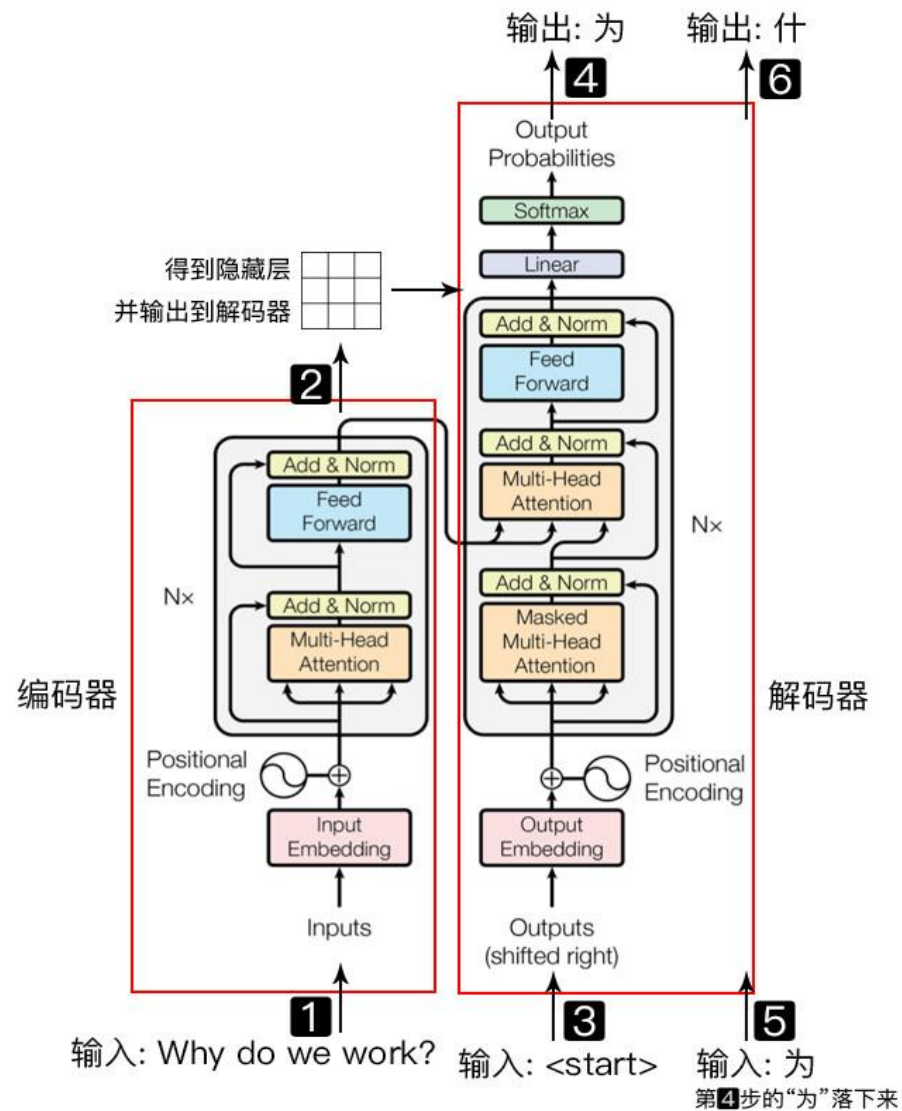 输出: 为
输出: 什
4
6
Output
Probabilities
Softmax
Linear
得到隐藏层
并输出到解码器
2
Add & Norm
Feed
Forward
Add & Norm
Multi-Head
Attention
Nx
Add & Norm
Masked
Multi-Head
Attention
Add & Norm
Feed
Forward
Nx
Add & Norm
Multi-Head
Attention
编码器
解码器
Positional
Encoding
Positional
Encoding
Input
Embedding
Output
Embedding
Inputs
Outputs
(shifted right)
1
3
5
输入: Why do we work?
输入: <start>
输入: 为
第4步的“为”落下来